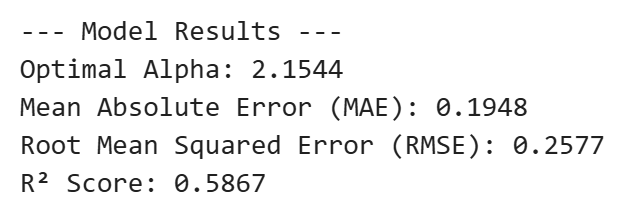 --- Model Results ---
Optimal Alpha: 2.1544
Mean Absolute Error (MAE): 0.1948
Root Mean Squared Error (RMSE): 0.2577
R² Score: 0.5867